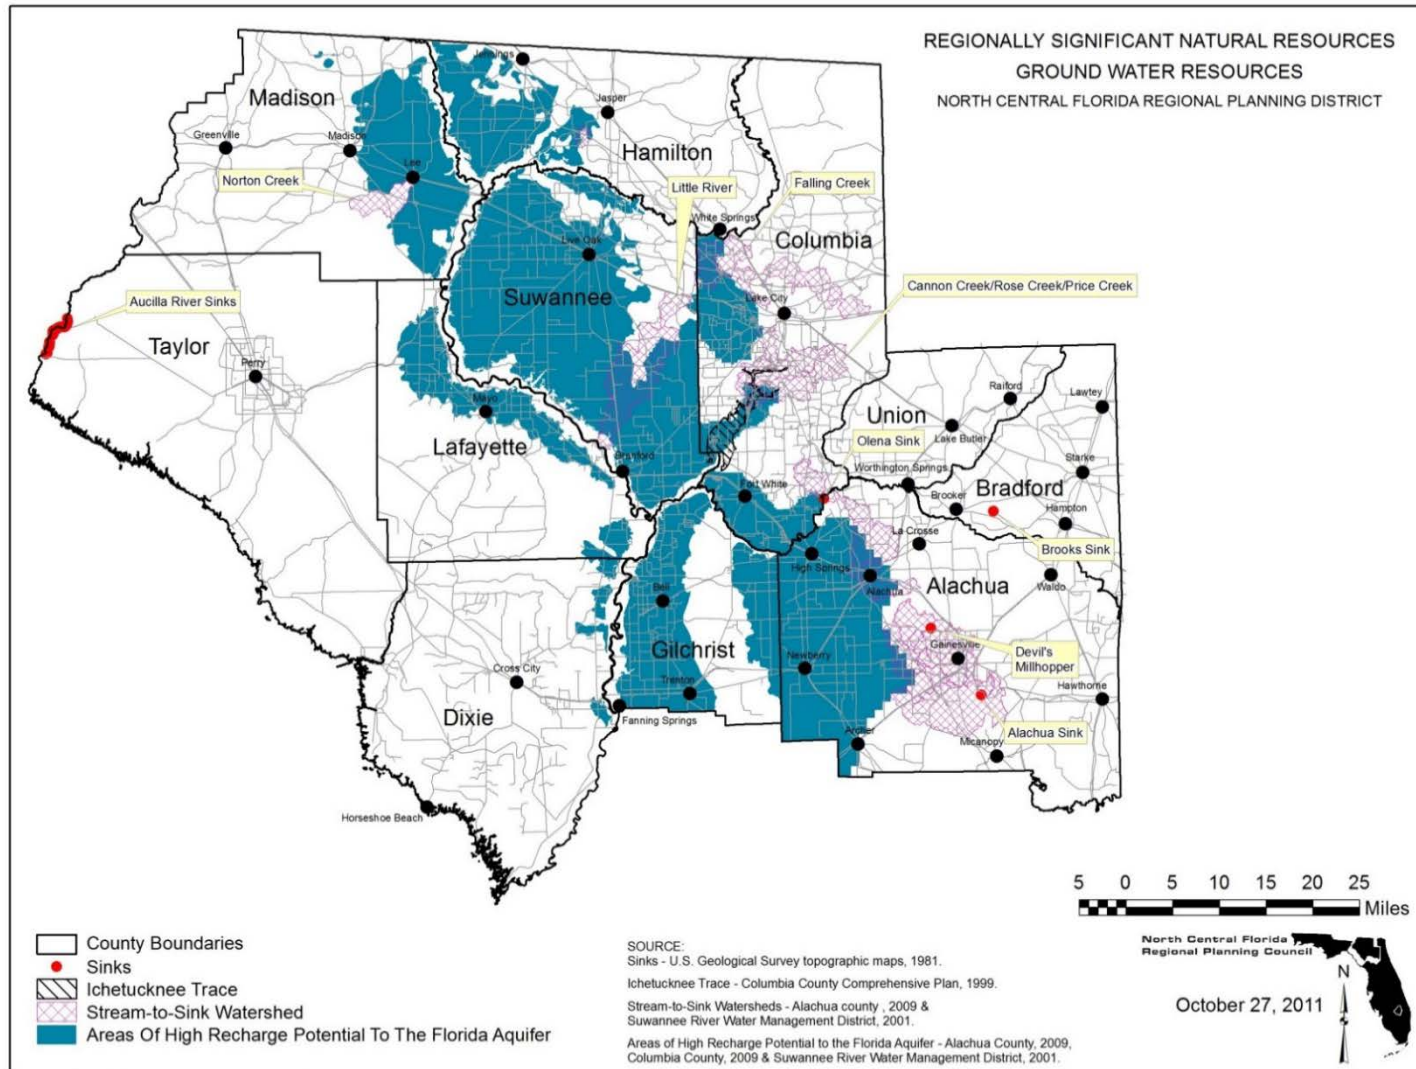 REGIONALLY SIGNIFICANT NATURAL RESOURCES
GROUND WATER RESOURCES
NORTH CENTRAL FLORIDA REGIONAL PLANNING DISTRICT
Jennings
Madison
Jasper
Greenville
Madison
Hamilton
Lee
Norton Creek
Little River
Falling Creek
White Springs
Columbia
Live Oak
Suwannee
Cannon Creek/Rose Creek/Price Creek
Aucilla River Sinks
Lake City
Taylor
Perry
Raiford
Lawtey
Mayo
Union
Lafayette
Lake Butler
Olena Sink
Branford
Worthington Springs
Starke
Fort White
Bradford
Brooker
Hampton
La Crosse
Brooks Sink
High Springs
Alachua
Alachua
Waldo
Bell
Gilchrist
Gainesville
Devil's
Millhopper
Newberry
Cross City
Trenton
Hawthorne
Dixie
Fanning Springs
Archer
Alachua Sink
Micanopy
Horseshoe Beach
5 0 5 10 15 20 25
Miles
County Boundaries
Sinks
Ichetucknee Trace
Stream-to-Sink Watershed
Areas Of High Recharge Potential To The Florida Aquifer
SOURCE:
Sinks - U.S. Geological Survey topographic maps, 1981.
Ichetucknee Trace - Columbia County Comprehensive Plan, 1999.
Stream-to-Sink Watersheds - Alachua county , 2009 &
Suwannee River Water Management District, 2001.
Areas of High Recharge Potential to the Florida Aquifer - Alachua County, 2009,
Columbia County, 2009 & Suwannee River Water Management District, 2001.
North Central Florida
Regional Planning Council
N
October 27, 2011